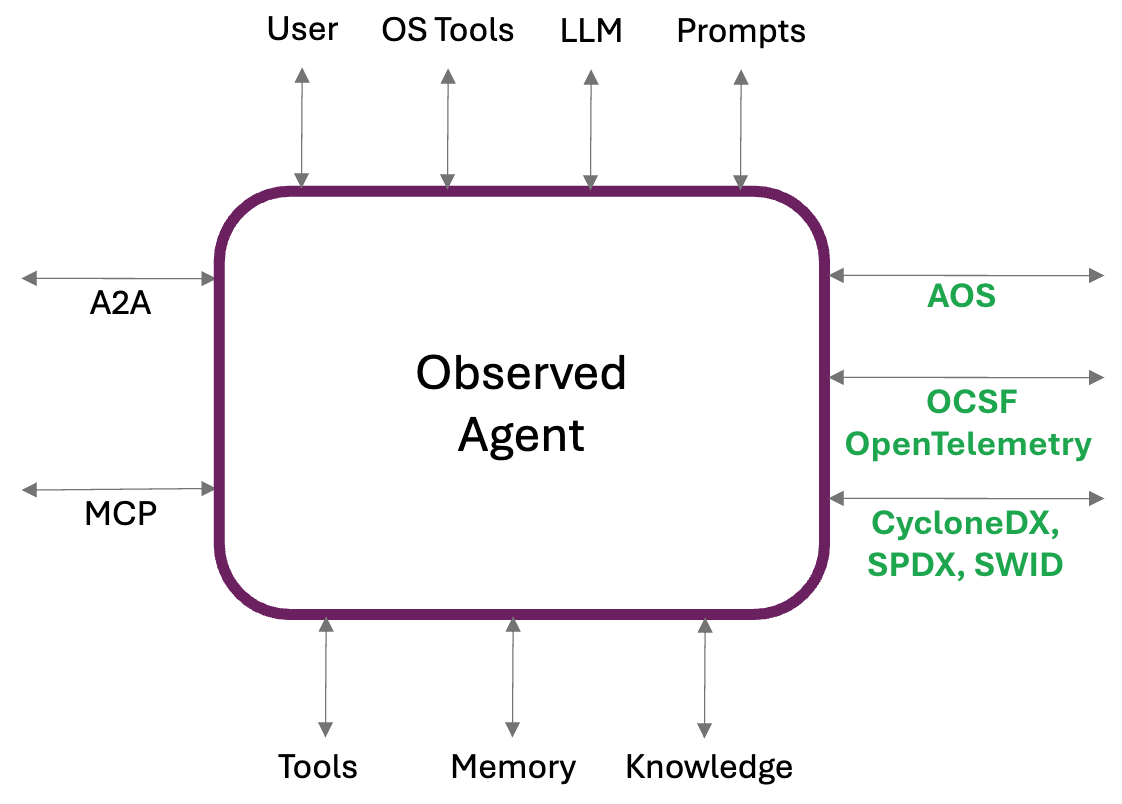 User
OS Tools
LLM
Prompts
A2A
AOS
Observed
Agent
OCSF
OpenTelemetry
MCP
CycloneDX,
SPDX, SWID
Tools
Memory
Knowledge